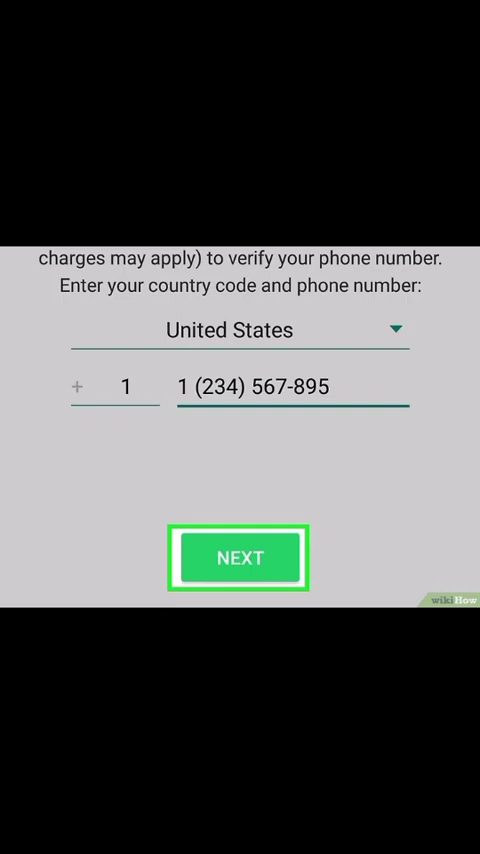 charges may apply) to verify your phone number.
Enter your country code and phone number:
United States
+ 1 1 (234) 567-895
NEXT
wikiHow